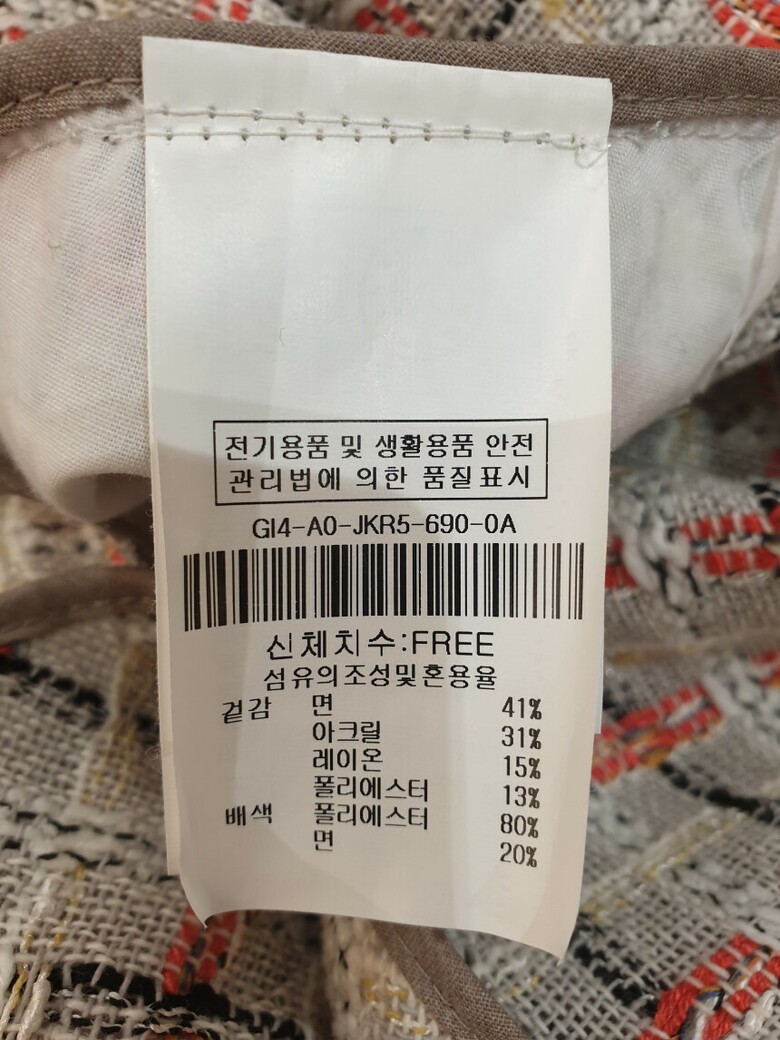 전기용품 및 생활용품 안전
관리법에 의한 품질표시
GI4-A0-JKR5-690-0A
신체치수:FREE
섬유의조성및혼용율
겉감 면 41%
아크릴 31%
레이온 15%
폴리에스터 13%
배색 폴리에스터 80%
면 20%